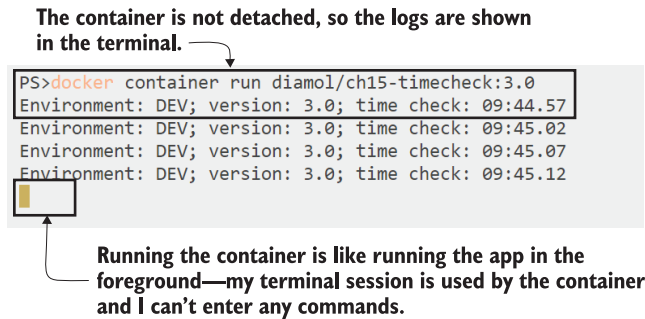 The container is not detached, so the logs are shown
in the terminal.
PS>docker container run diamol/ch15-timecheck:3.0
Environment: DEV; version: 3.0; time check: 09:44.57
Environment: DEV; version: 3.0; time check: 09:45.02
Environment: DEV; version: 3.0; time check: 09:45.07
Environment: DEV; version: 3.0; time check: 09:45.12
Running the container is like running the app in the
foreground—my terminal session is used by the container
and I can’t enter any commands.